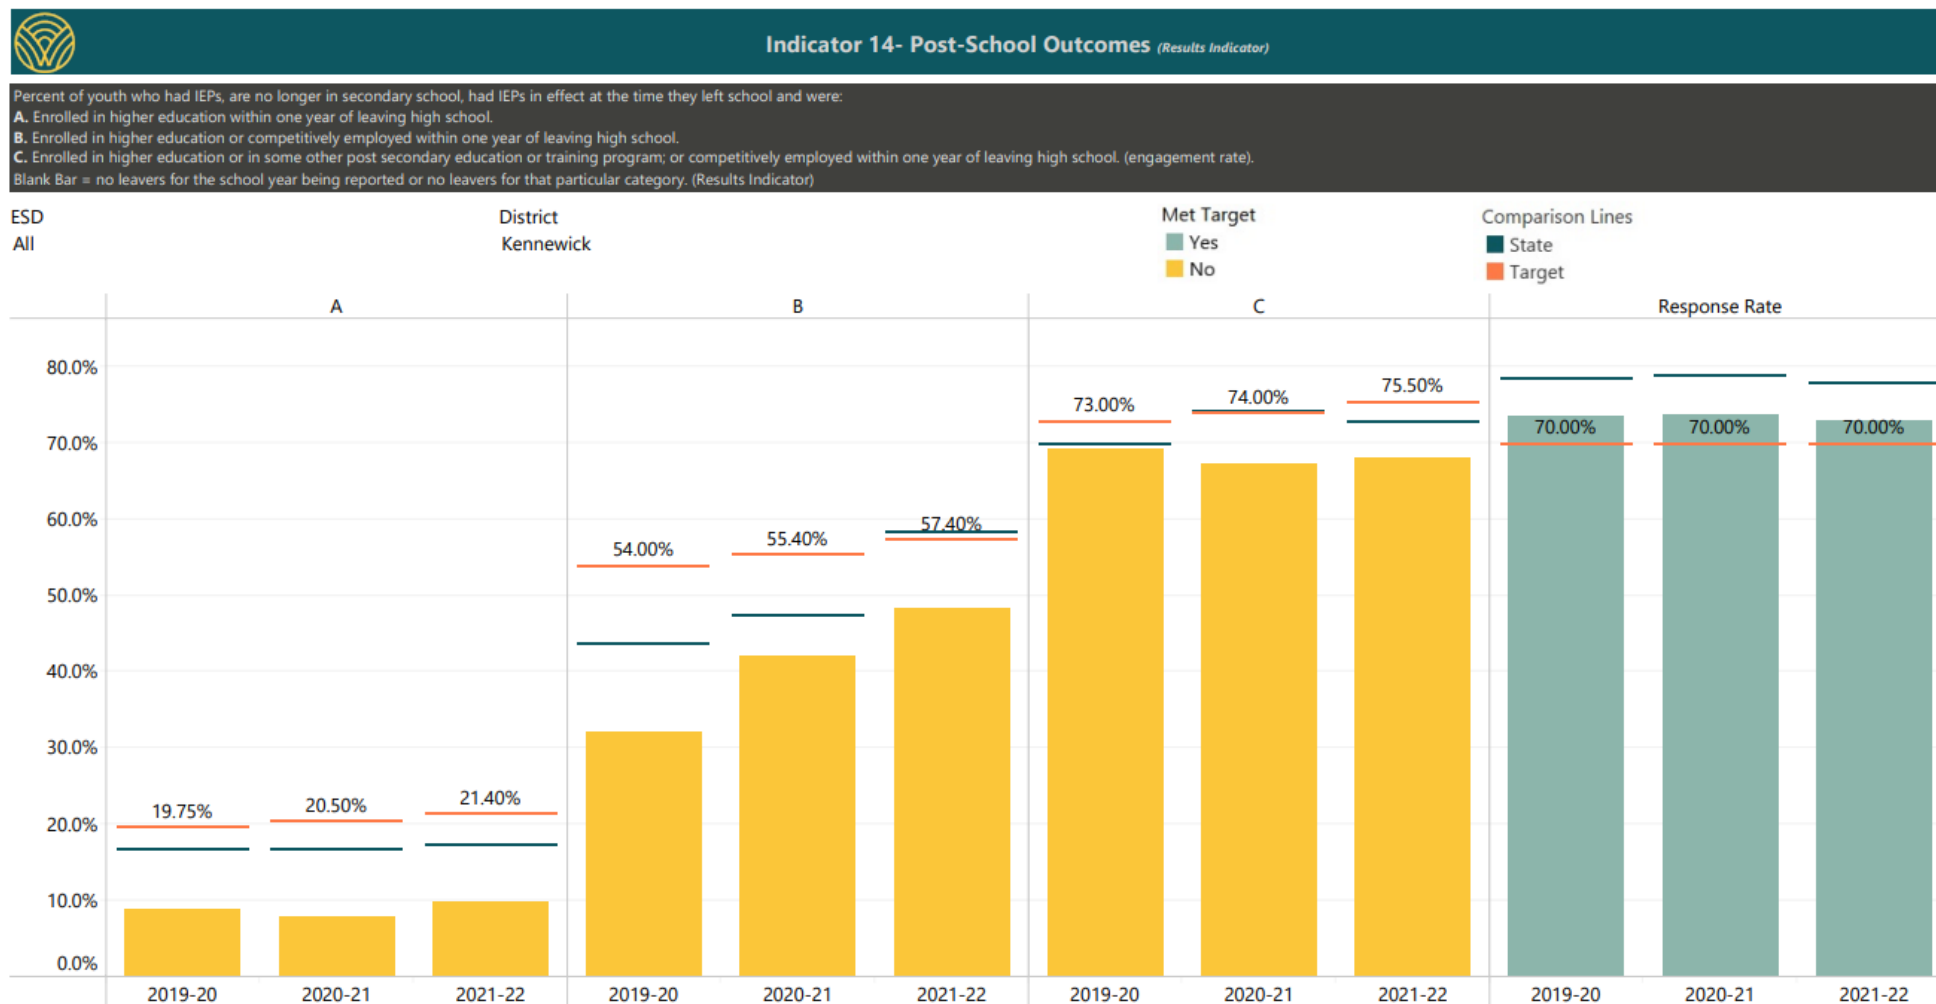 Indicator 14- Post-School Outcomes (Results Indicator)
Percent of youth who had IEPs, are no longer in secondary school, had IEPs in effect at the time they left school and were:
A. Enrolled in higher education within one year of leaving high school.
B. Enrolled in higher education or competitively employed within one year of leaving high school.
C. Enrolled in higher education or in some other post secondary education or training program; or competitively employed within one year of leaving high school. (engagement rate).
Blank Bar = no leavers for the school year being reported or no leavers for that particular category. (Results Indicator)
ESD
All
District
Kennewick
Met Target
Yes
No
Comparison Lines
State
Target
A B C Response Rate
80.0%
70.0%
60.0%
50.0%
40.0%
30.0%
20.0%
10.0%
0.0%
19.75% 20.50% 21.40%
54.00% 55.40% 57.40%
73.00% 74.00% 75.50%
70.00% 70.00% 70.00%
2019-20 2020-21 2021-22 2019-20 2020-21 2021-22 2019-20 2020-21 2021-22 2019-20 2020-21 2021-22